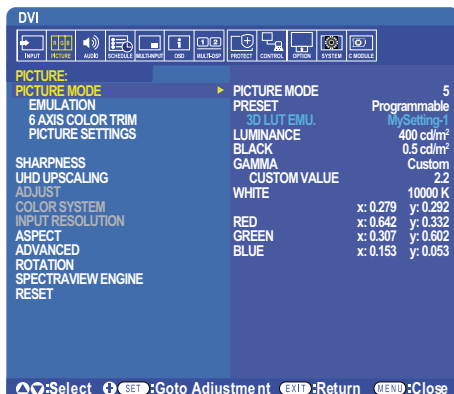 DVI
INPUT PICTURE AUDIO SCHEDULE MULTI-INPUT OSD MULTI-DSP PROTECT CONTROL OPTION SYSTEM C MODULE
PICTURE:
PICTURE MODE
EMULATION
6 AXIS COLOR TRIM
PICTURE SETTINGS
SHARPNESS
UHD UPSCALING
ADJUST
COLOR SYSTEM
INPUT RESOLUTION
ASPECT
ADVANCED
ROTATION
SPECTRAVIEW ENGINE
RESET
PICTURE MODE 5
PRESET Programmable
3D LUT EMU. MySetting-1
LUMINANCE 400 cd/m²
BLACK 0.5 cd/m²
GAMMA Custom
CUSTOM VALUE 2.2
WHITE 10000 K
x: 0.279 y: 0.292
RED x: 0.642 y: 0.332
GREEN x: 0.307 y: 0.602
BLUE x: 0.153 y: 0.053
:Select SET :Goto Adjustment EXIT :Return MENU :Close